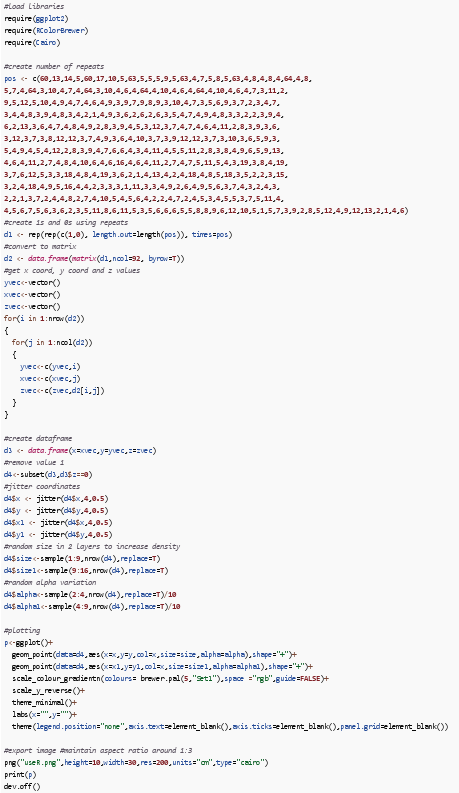 #load libraries
require(ggplot2)
require(RColorBrewer)
require(Cairo)
#create number of repeats
pos <- c(60,13,14,5,60,17,10,5,63,5,5,5,9,5,63,4,7,5,8,5,63,4,8,4,8,4,64,4,8,
5,7,4,64,3,10,4,7,4,64,3,10,4,6,4,64,4,10,4,6,4,64,4,10,4,6,4,7,3,11,2,
9,5,12,5,10,4,9,4,7,4,6,4,9,3,9,7,9,8,9,3,10,4,7,3,5,6,9,3,7,2,3,4,7,
3,4,4,8,3,9,4,8,3,4,2,1,4,9,3,6,2,6,2,6,3,5,4,7,4,9,4,8,3,3,2,2,3,9,4,
6,2,13,3,6,4,7,4,8,4,9,2,8,3,9,4,5,3,12,3,7,4,7,4,6,4,11,2,8,3,9,3,6,
3,12,3,7,3,8,12,12,3,7,4,9,3,6,4,10,3,7,3,9,12,12,3,7,3,10,3,6,5,9,3,
5,4,9,4,5,4,12,2,8,3,9,4,7,6,6,4,3,4,11,4,5,5,11,2,8,3,8,4,9,6,5,9,13,
4,6,4,11,2,7,4,8,4,10,6,4,6,16,4,6,4,11,2,7,4,7,5,11,5,4,3,19,3,8,4,19,
3,7,6,12,5,3,3,18,4,8,4,19,3,6,2,1,4,13,4,2,4,18,4,8,5,18,3,5,2,2,3,15,
3,2,4,18,4,9,5,16,4,4,2,3,3,3,1,11,3,3,4,9,2,6,4,9,5,6,3,7,4,3,2,4,3,
2,2,1,3,7,2,4,4,8,2,7,4,10,5,4,5,6,4,2,2,4,7,2,4,5,3,4,5,5,3,7,5,11,4,
4,5,6,7,5,6,3,6,2,3,5,11,8,6,11,5,3,5,6,6,6,5,5,8,8,9,6,12,10,5,1,5,7,3,9,2,8,5,12,4,9,12,13,2,1,4,6)
#create 1s and 0s using repeats
d1 <- rep(rep(c(1,0), length.out=length(pos)), times=pos)
#convert to matrix
d2 <- data.frame(matrix(d1,ncol=92, byrow=T))
#get x coord, y coord and z values
yvec<-vector()
xvec<-vector()
zvec<-vector()
for(i in 1:nrow(d2))
{
for(j in 1:ncol(d2))
{
yvec<-c(yvec,i)
xvec<-c(xvec,j)
zvec<-c(zvec,d2[i,j])
}
}
#create dataframe
d3 <- data.frame(x=xvec,y=yvec,z=zvec)
#remove value 1
d4<-subset(d3,d3$z==0)
#jitter coordinates
d4$x <- jitter(d4$x,4,0.5)
d4$y <- jitter(d4$y,4,0.5)
d4$x1 <- jitter(d4$x,4,0.5)
d4$y1 <- jitter(d4$y,4,0.5)
#random size in 2 layers to increase density
d4$size<-sample(1:9,nrow(d4),replace=T)
d4$size1<-sample(9:16,nrow(d4),replace=T)
#random alpha variation
d4$alpha<-sample(2:4,nrow(d4),replace=T)/10
d4$alpha1<-sample(4:9,nrow(d4),replace=T)/10
#plotting
p<-ggplot()+
geom_point(data=d4,aes(x=x,y=y,col=x,size=size,alpha=alpha),shape="+")+
geom_point(data=d4,aes(x=x1,y=y1,col=x,size=size1,alpha=alpha1),shape="+")+
scale_colour_gradientn(colours= brewer.pal(5,"Set1"),space ="rgb",guide=FALSE)+
scale_y_reverse()+
theme_minimal()+
labs(x="",y="")+
theme(legend.position="none",axis.text=element_blank(),axis.ticks=element_blank(),panel.grid=element_blank())
#export image #maintain aspect ratio around 1:3
png("useR.png",height=10,width=30,res=200,units="cm",type="cairo")
print(p)
dev.off()